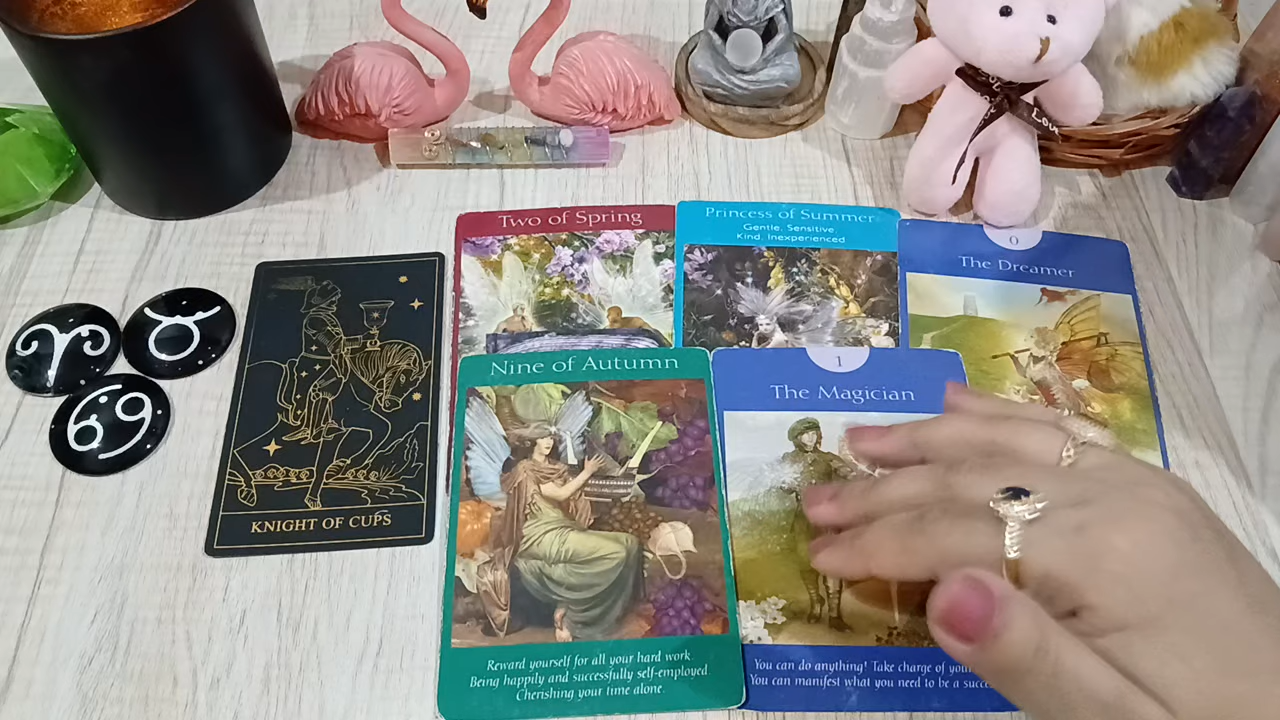 Two of Spring
Princess of Summer
Gentle, Sensitive,
Kind, Inexperienced
0
The Dreamer
KNIGHT OF CUPS
Nine of Autumn
Reward yourself for all your hard work.
Being happily and successfully self-employed.
Cherishing your time alone.
1
The Magician
You can do anything! Take charge of
You can manifest what you need to be a